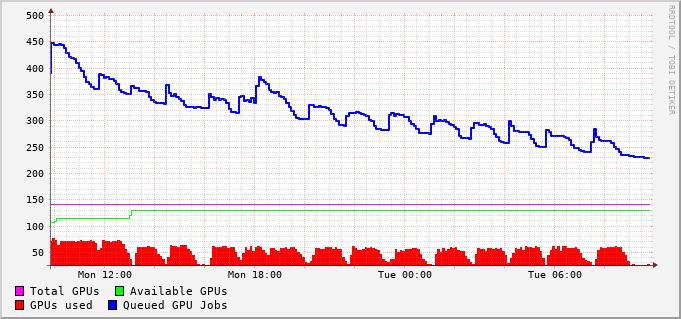 500
450
400
350
300
250
200
150
100
50
Mon 12:00 Mon 18:00 Tue 00:00 Tue 06:00
Total GPUs Available GPUs
GPUs used Queued GPU Jobs
RRDTOOL / TOBI OETIKER